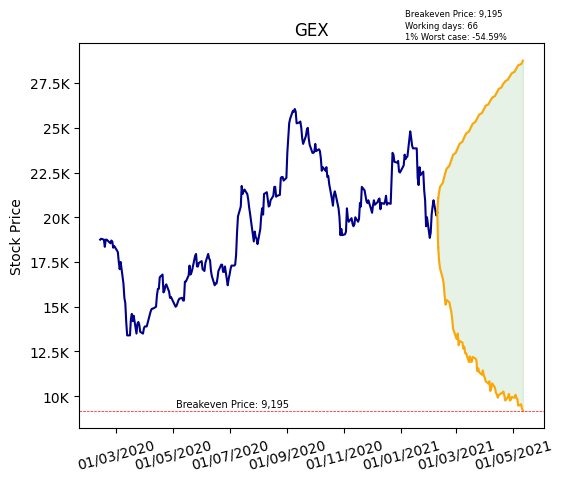 Breakeven Price: 9,195
Working days: 66
1% Worst case: -54.59%
GEX
Stock Price
27.5K
25K
22.5K
20K
17.5K
15K
12.5K
10K
Breakeven Price: 9,195
01/03/2020
01/05/2020
01/07/2020
01/09/2020
01/11/2020
01/01/2021
01/03/2021
01/05/2021